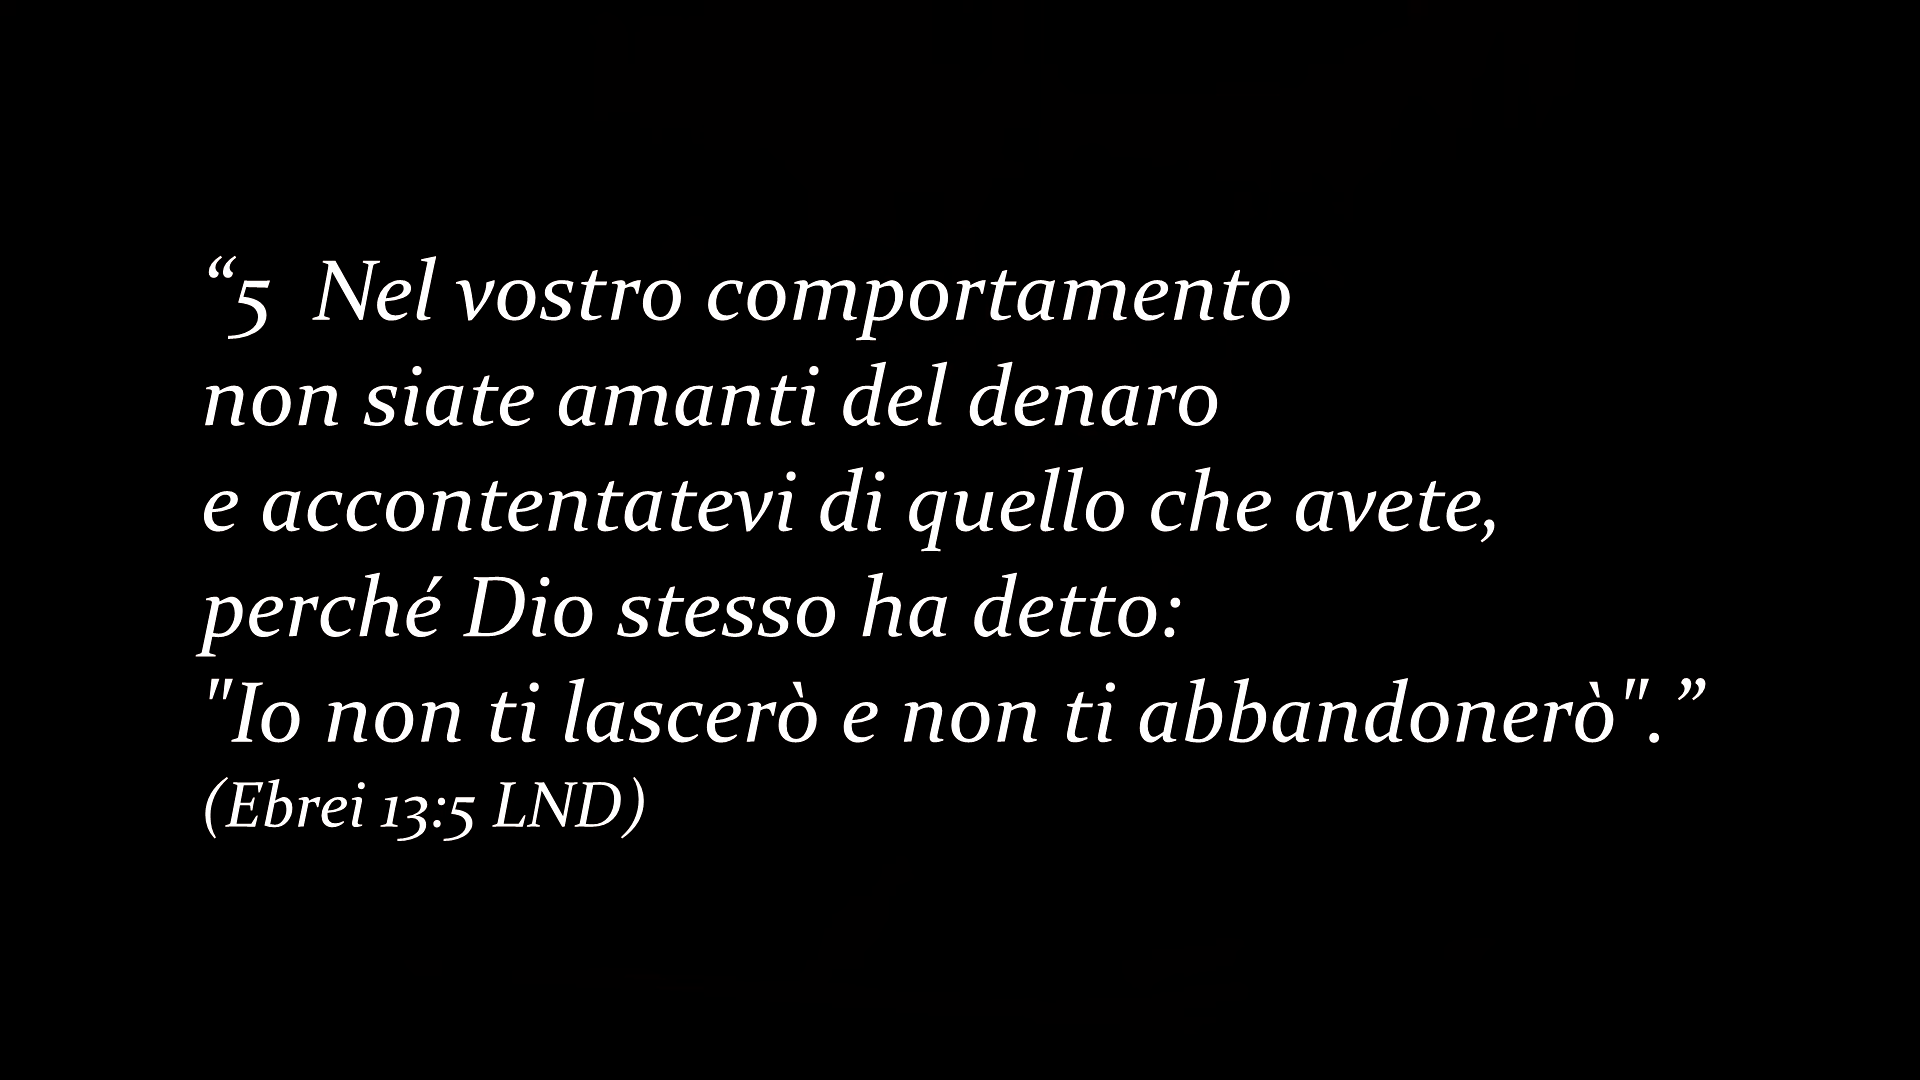 “5  Nel vostro comportamento
non siate amanti del denaro
e accontentatevi di quello che avete,
perché Dio stesso ha detto:
"Io non ti lascerò e non ti abbandonerò".”
(Ebrei 13:5 LND)